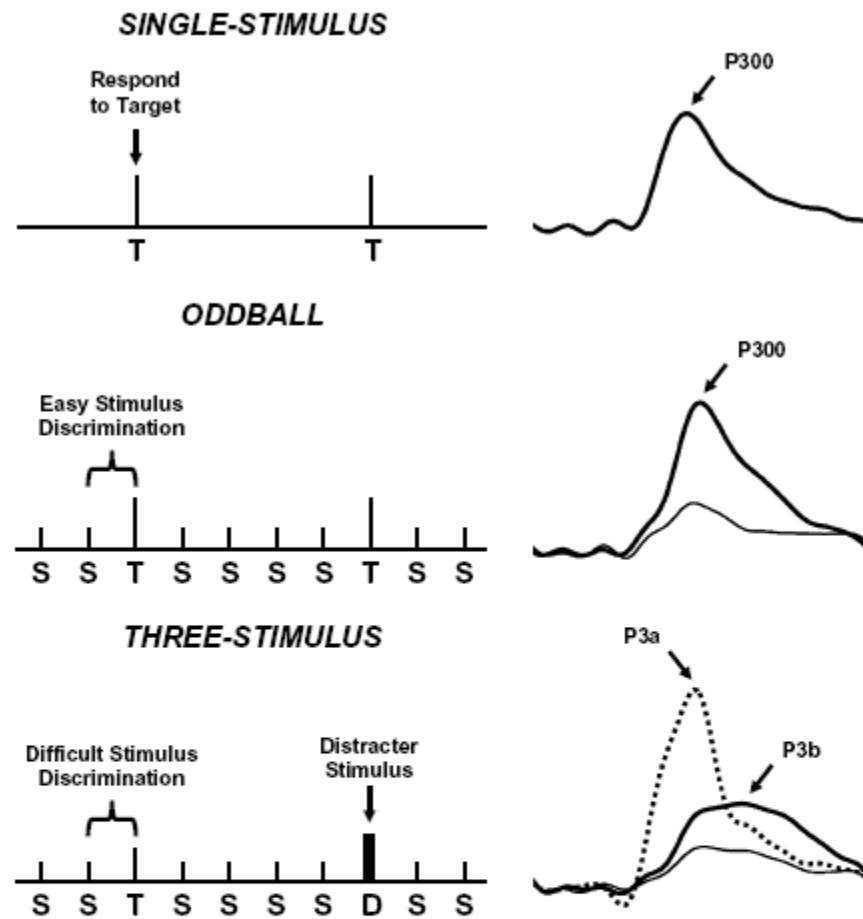 SINGLE-STIMULUS
Respond
to Target
P300
T T
ODDBALL
P300
Easy Stimulus
Discrimination
S S T S S S S T S S
THREE-STIMULUS
P3a
Difficult Stimulus
Discrimination
Distracter
Stimulus
P3b
S S T S S S S D S S